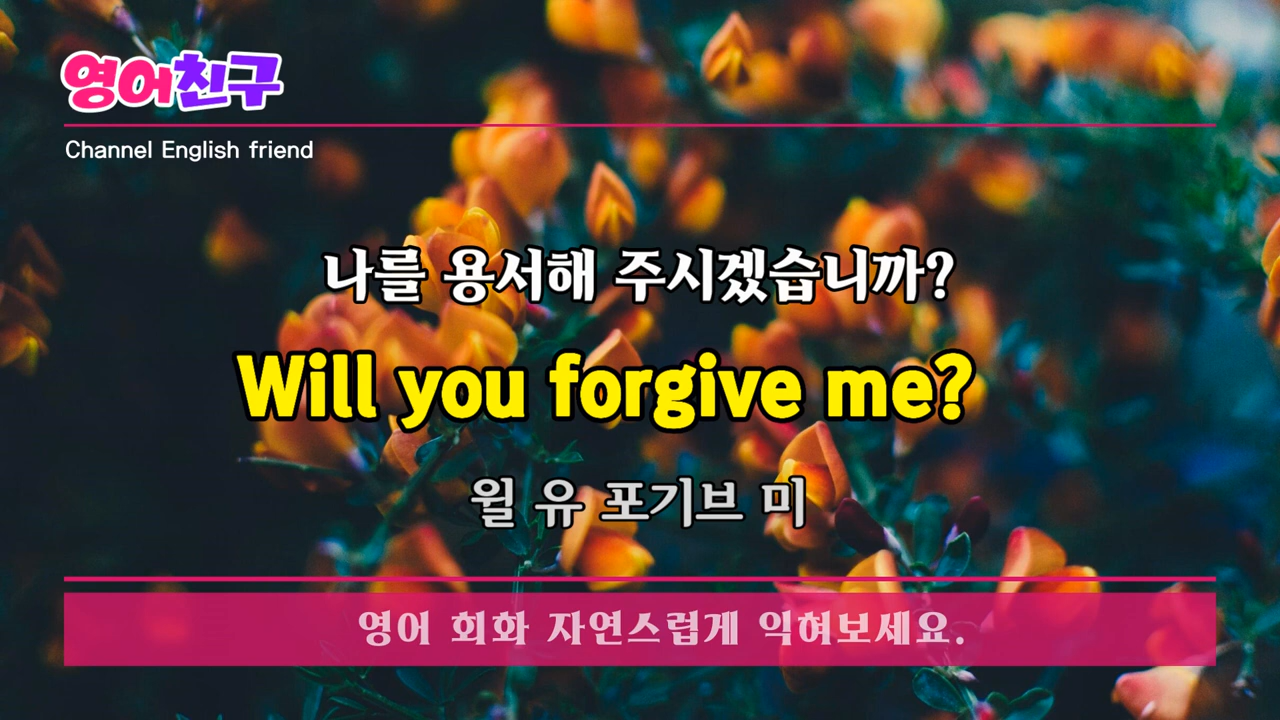 영어친구
Channel English friend
나를 용서해 주시겠습니까?
Will you forgive me?
윌 유 포기브 미
영어 회화 자연스럽게 익혀보세요.